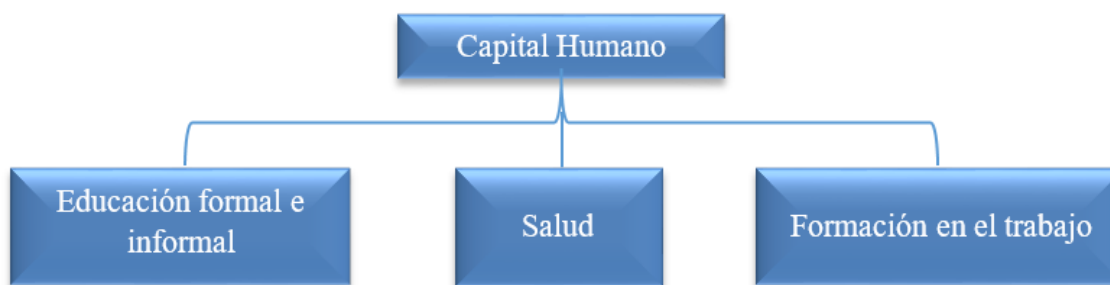 Capital Humano
Educación formal e
informal
Salud
Formación en el trabajo